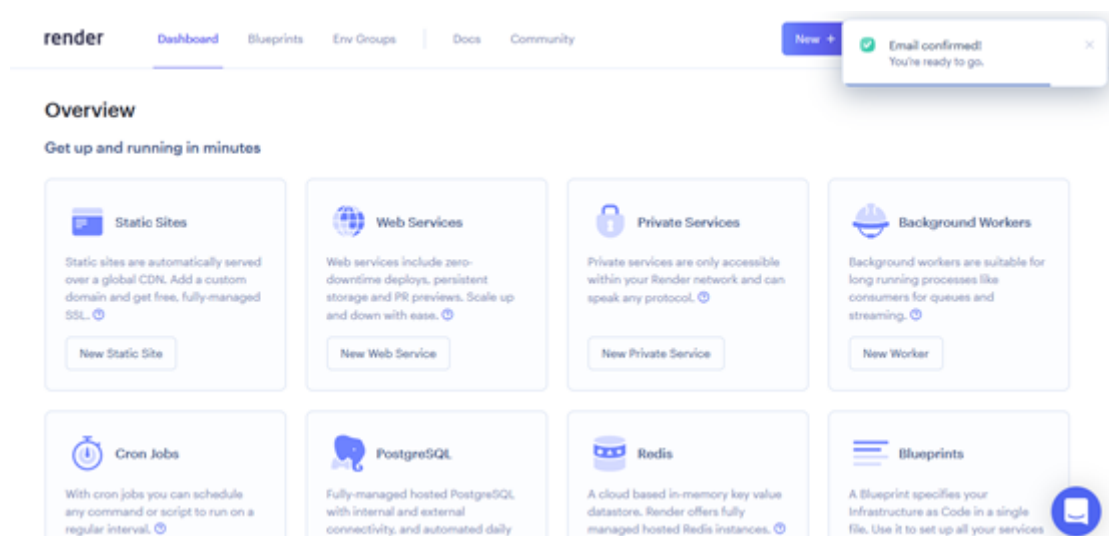 render Dashboard Blueprints Env Groups Docs Community New +
Email confirmed!
You're ready to go.
Overview
Get up and running in minutes
Static Sites
Static sites are automatically served
over a global CDN. Add a custom
domain and get free, fully-managed
SSL.
New Static Site
Web Services
Web services include zero-
downtime deploys, persistent
storage and PR previews. Scale up
and down with ease.
New Web Service
Private Services
Private services are only accessible
within your Render network and can
speak any protocol.
New Private Service
Background Workers
Background workers are suitable for
long running processes like
consumers for queues and
streaming.
New Worker
Cron Jobs
With cron jobs you can schedule
any command or script to run on a
regular interval.
PostgreSQL
Fully-managed hosted PostgreSQL
with internal and external
connectivity, and automated daily
Redis
A cloud based in-memory key value
datastore. Render offers fully
managed hosted Redis instances.
Blueprints
A Blueprint specifies your
Infrastructure as Code in a single
file. Use it to set up all your services